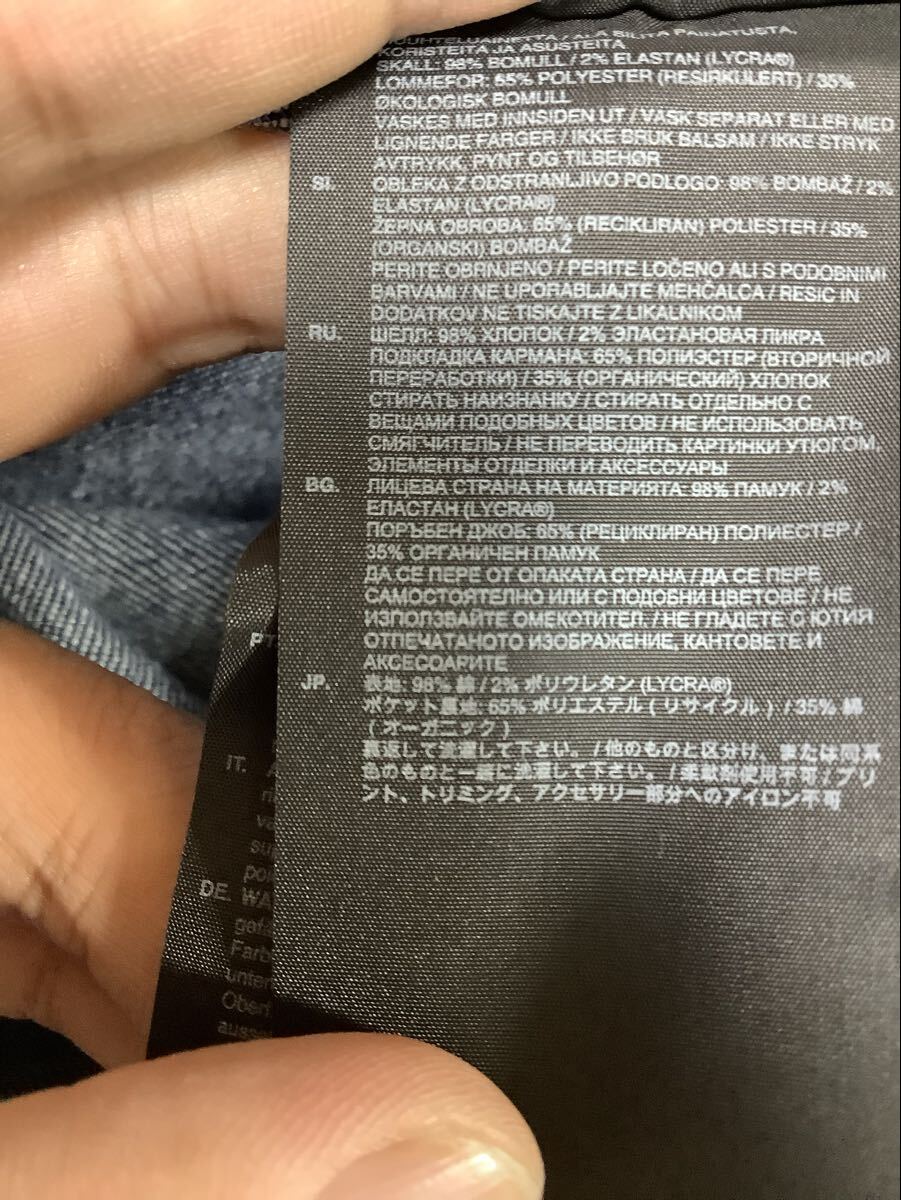 SUUHTELUAINETTA / ÄLÄ SILITÄ PAINATUSTA,
KORISTEITA JA ASUSTEITA
SKALL: 98% BOMULL / 2% ELASTAN (LYCRA®)
LOMMEFOR: 65% POLYESTER (RESIRKULERT) / 35%
ØKOLOGISK BOMULL
VASKES MED INNSIDEN UT / VASK SEPARAT ELLER MED
LIGNENDE FARGER / IKKE BRUK BALSAM / IKKE STRYK
AVTRYKK, PYNT OG TILBEHØR
SI. OBLEKA Z ODSTRANLJIVO PODLOGO: 98% BOMBAŽ / 2%
ELASTAN (LYCRA®)
ŽEPNA OBROBA: 65% (RECIKLIRAN) POLIESTER / 35%
(ORGANSKI) BOMBAŽ
PERITE OBRNJENO / PERITE LOČENO ALI S PODOBNIMI
BARVAMI / NE UPORABLJAJTE MEHČALCA / RESIC IN
DODATKOV NE TISKAJTE Z LIKALNIKOM
RU. ШЕЛЛ: 98% ХЛОПОК / 2% ЭЛАСТАНОВАЯ ЛИКРА
ПОДКЛАДКА КАРМАНА: 65% ПОЛИЭСТЕР (ВТОРИЧНОЙ
ПЕРЕРАБОТКИ) / 35% (ОРГАНИЧЕСКИЙ) ХЛОПОК
СТИРАТЬ НАИЗНАНКУ / СТИРАТЬ ОТДЕЛЬНО С
ВЕЩАМИ ПОДОБНЫХ ЦВЕТОВ / НЕ ИСПОЛЬЗОВАТЬ
СМЯГЧИТЕЛЬ / НЕ ПЕРЕВОДИТЬ КАРТИНКИ УТЮГОМ,
ЭЛЕМЕНТЫ ОТДЕЛКИ И АКСЕССУАРЫ
BG. ЛИЦЕВА СТРАНА НА МАТЕРИЯТА: 98% ПАМУК / 2%
ЕЛАСТАН (LYCRA®)
ПОРЪБЕН ДЖОБ: 65% (РЕЦИКЛИРАН) ПОЛИЕСТЕР /
35% ОРГАНИЧЕН ПАМУК
ДА СЕ ПЕРЕ ОТ ОПАКАТА СТРАНА / ДА СЕ ПЕРЕ
САМОСТОЯТЕЛНО ИЛИ С ПОДОБНИ ЦВЕТОВЕ / НЕ
ИЗПОЛЗВАЙТЕ ОМЕКОТИТЕЛ / НЕ ГЛАДЕТЕ С ЮТИЯ
ОТПЕЧАТАНОТО ИЗОБРАЖЕНИЕ, КАНТОВЕТЕ И
АКСЕСОАРИТЕ
JP. 表地: 98% 綿 / 2% ポリウレタン (LYCRA®)
ポケット裏地: 65% ポリエステル ( リサイクル ) / 35% 綿
( オーガニック )
裏返して洗濯して下さい。/ 他のものと区分け、または同系
色のものと一緒に洗濯して下さい。/ 柔軟剤使用不可 / プリ
ント、トリミング、アクセサリー部分へのアイロン不可
PT
IT.
DE. WA
gefä
Farb
unter
Oberf
ausse